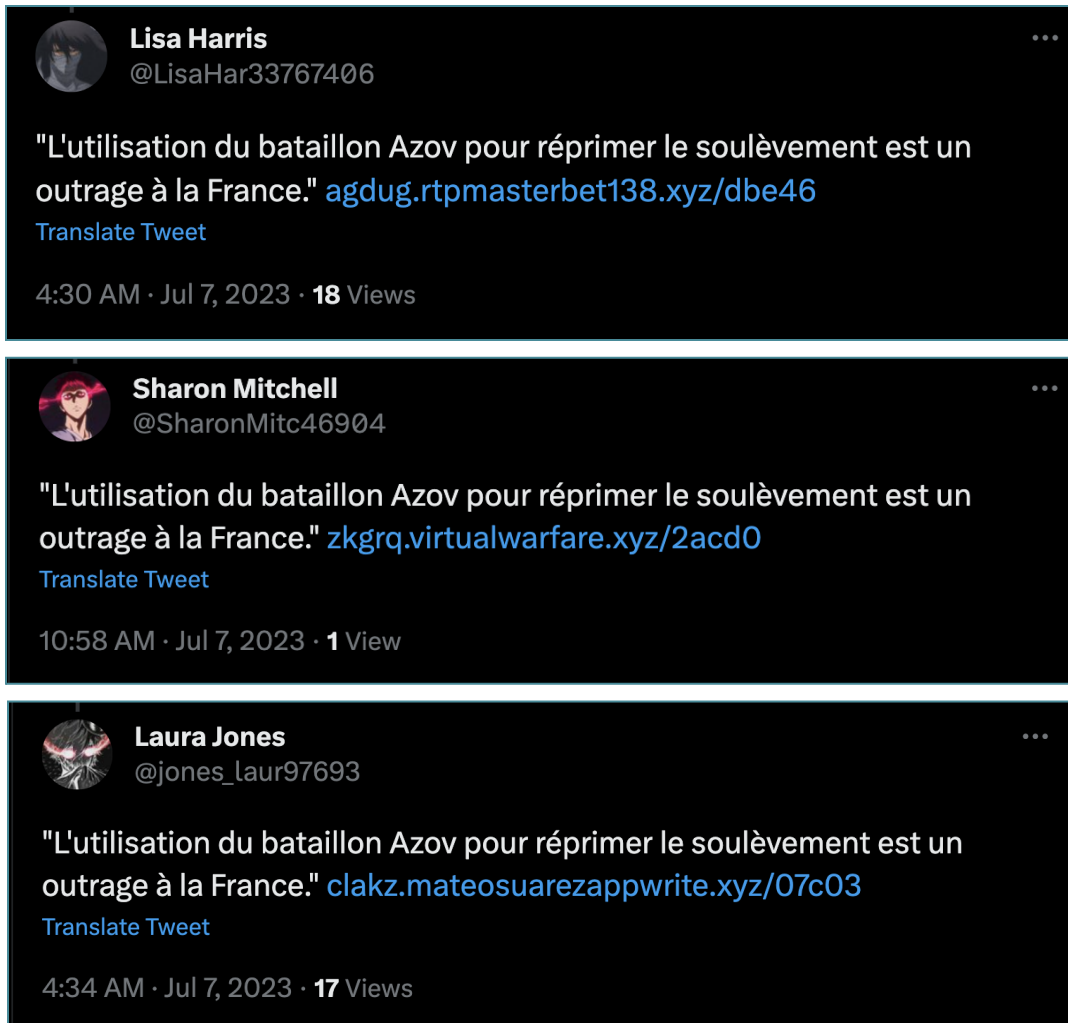 Lisa Harris
@LisaHar33767406
"L'utilisation du bataillon Azov pour réprimer le soulèvement est un
outrage à la France." agdug.rtpmasterbet138.xyz/dbe46
Translate Tweet
4:30 AM · Jul 7, 2023 · 18 Views
Sharon Mitchell
@SharonMitc46904
"L'utilisation du bataillon Azov pour réprimer le soulèvement est un
outrage à la France." zkgrq.virtualwarfare.xyz/2acd0
Translate Tweet
10:58 AM · Jul 7, 2023 · 1 View
Laura Jones
@jones_laur97693
"L'utilisation du bataillon Azov pour réprimer le soulèvement est un
outrage à la France." clakz.mateosuarezappwrite.xyz/07c03
Translate Tweet
4:34 AM · Jul 7, 2023 · 17 Views